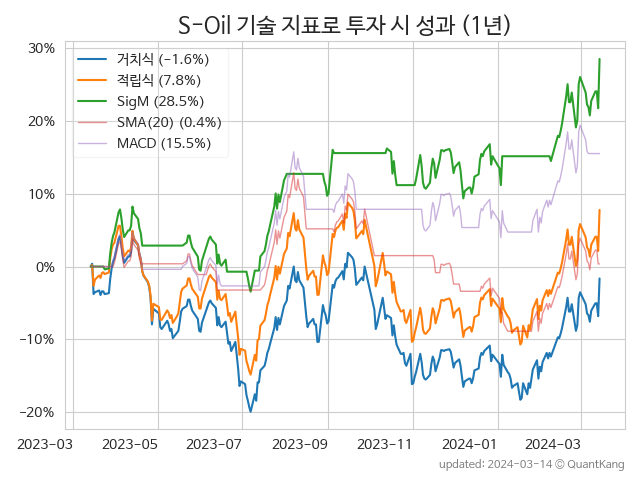 S-Oil 기술 지표로 투자 시 성과 (1년)
30%
20%
10%
0%
−10%
−20%
거치식 (-1.6%)
적립식 (7.8%)
SigM (28.5%)
SMA(20) (0.4%)
MACD (15.5%)
2023-03 2023-05 2023-07 2023-09 2023-11 2024-01 2024-03
updated: 2024-03-14 © QuantKang